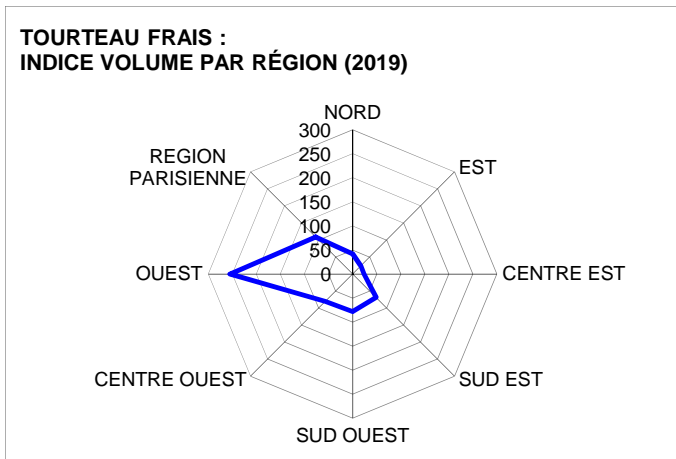 TOURTEAU FRAIS :
INDICE VOLUME PAR RÉGION (2019)
NORD
300
250
200
150
100
50
0
EST
CENTRE EST
SUD EST
SUD OUEST
CENTRE OUEST
OUEST
REGION
PARISIENNE